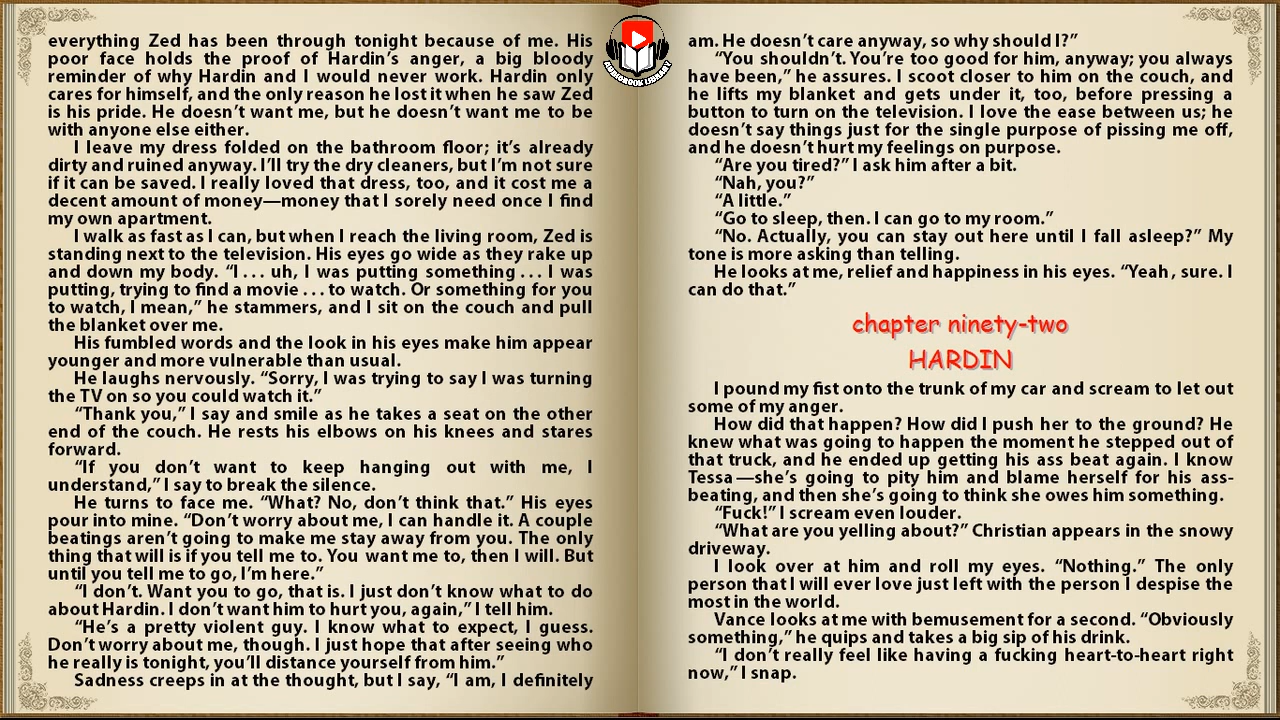 everything Zed has been through tonight because of me. His
poor face holds the proof of Hardin’s anger, a big bloody
reminder of why Hardin and I would never work. Hardin only
cares for himself, and the only reason he lost it when he saw Zed
is his pride. He doesn’t want me, but he doesn’t want me to be
with anyone else either.
I leave my dress folded on the bathroom floor; it’s already
dirty and ruined anyway. I’ll try the dry cleaners, but I’m not sure
if it can be saved. I really loved that dress, too, and it cost me a
decent amount of money—money that I sorely need once I find
my own apartment.
I walk as fast as I can, but when I reach the living room, Zed is
standing next to the television. His eyes go wide as they rake up
and down my body. “I . . . uh, I was putting something . . . I was
putting, trying to find a movie . . . to watch. Or something for you
to watch, I mean,” he stammers, and I sit on the couch and pull
the blanket over me.
His fumbled words and the look in his eyes make him appear
younger and more vulnerable than usual.
He laughs nervously. “Sorry, I was trying to say I was turning
the TV on so you could watch it.”
“Thank you,” I say and smile as he takes a seat on the other
end of the couch. He rests his elbows on his knees and stares
forward.
“If you don’t want to keep hanging out with me, I
understand,” I say to break the silence.
He turns to face me. “What? No, don’t think that.” His eyes
pour into mine. “Don’t worry about me, I can handle it. A couple
beatings aren’t going to make me stay away from you. The only
thing that will is if you tell me to. You want me to, then I will. But
until you tell me to go, I’m here.”
“I don’t. Want you to go, that is. I just don’t know what to do
about Hardin. I don’t want him to hurt you, again,” I tell him.
“He’s a pretty violent guy. I know what to expect, I guess.
Don’t worry about me, though. I just hope that after seeing who
he really is tonight, you’ll distance yourself from him.”
Sadness creeps in at the thought, but I say, “I am, I definitely
AUDIOBOOK LIBRARY
am. He doesn’t care anyway, so why should I?”
“You shouldn’t. You’re too good for him, anyway; you always
have been,” he assures. I scoot closer to him on the couch, and
he lifts my blanket and gets under it, too, before pressing a
button to turn on the television. I love the ease between us; he
doesn’t say things just for the single purpose of pissing me off,
and he doesn’t hurt my feelings on purpose.
“Are you tired?” I ask him after a bit.
“Nah, you?”
“A little.”
“Go to sleep, then. I can go to my room.”
“No. Actually, you can stay out here until I fall asleep?” My
tone is more asking than telling.
He looks at me, relief and happiness in his eyes. “Yeah, sure. I
can do that.”
chapter ninety-two
HARDIN
I pound my fist onto the trunk of my car and scream to let out
some of my anger.
How did that happen? How did I push her to the ground? He
knew what was going to happen the moment he stepped out of
that truck, and he ended up getting his ass beat again. I know
Tessa—she’s going to pity him and blame herself for his ass-
beating, and then she’s going to think she owes him something.
“Fuck!” I scream even louder.
“What are you yelling about?” Christian appears in the snowy
driveway.
I look over at him and roll my eyes. “Nothing.” The only
person that I will ever love just left with the person I despise the
most in the world.
Vance looks at me with bemusement for a second. “Obviously
something,” he quips and takes a big sip of his drink.
“I don’t really feel like having a fucking heart-to-heart right
now,” I snap.